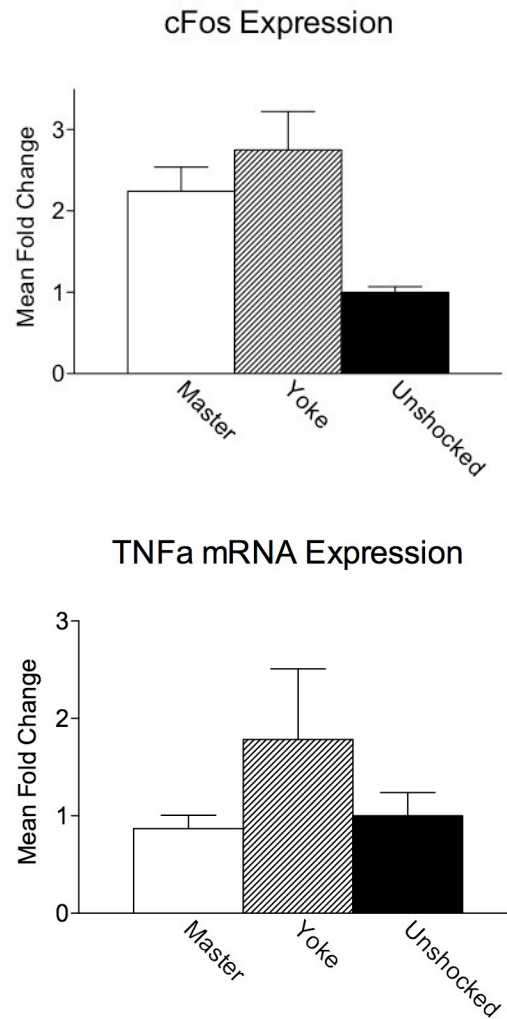 cFos Expression
Mean Fold Change
3
2
1
0
Master
Yoke
Unshocked
TNFa mRNA Expression
Mean Fold Change
3
2
1
0
Master
Yoke
Unshocked